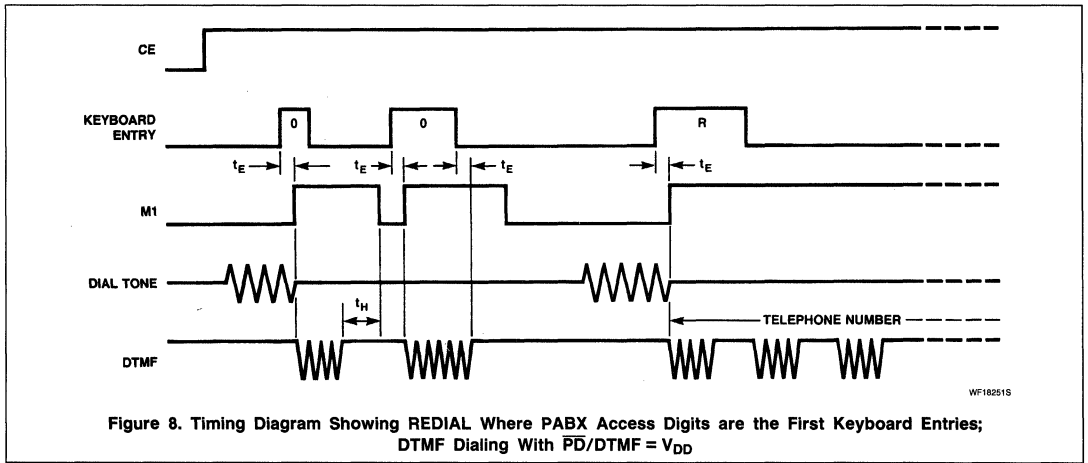 CE
KEYBOARD
ENTRY
0
0
R
tE
tE
tE
tE
M1
DIAL TONE
tH
TELEPHONE NUMBER
DTMF
WF18251S
Figure 8. Timing Diagram Showing REDIAL Where PABX Access Digits are the First Keyboard Entries;
DTMF Dialing With P̅D̅/DTMF = VDD